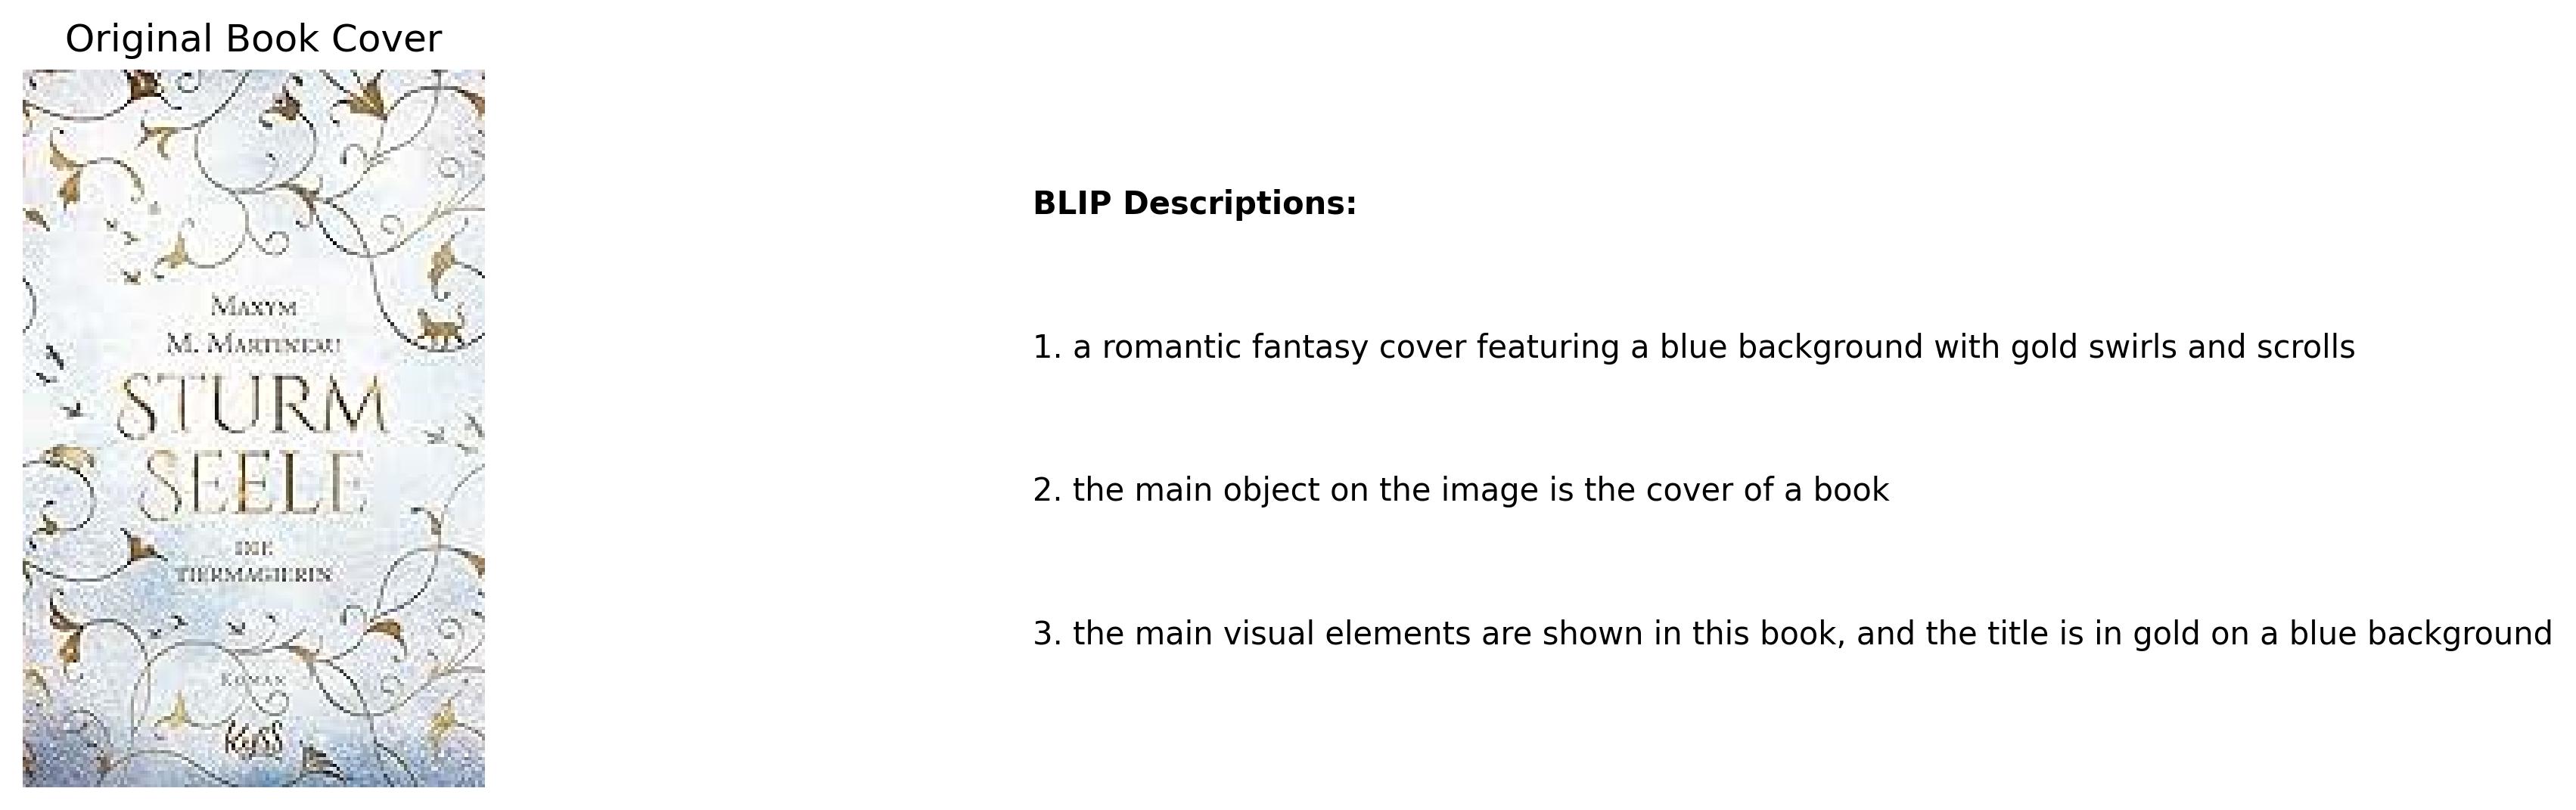 Original Book Cover
MAXYM
M. MARTINEAU
STURM
SEELE
DIE
TIERMAGIERIN
ROMAN
kyss
BLIP Descriptions:
1. a romantic fantasy cover featuring a blue background with gold swirls and scrolls
2. the main object on the image is the cover of a book
3. the main visual elements are shown in this book, and the title is in gold on a blue background